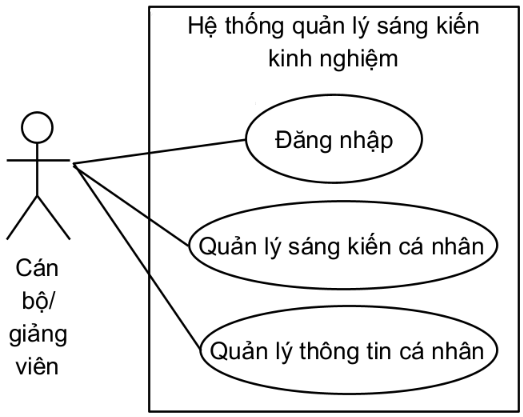 Hệ thống quản lý sáng kiến
kinh nghiệm
Đăng nhập
Quản lý sáng kiến cá nhân
Quản lý thông tin cá nhân
Cán
bộ/
giảng
viên